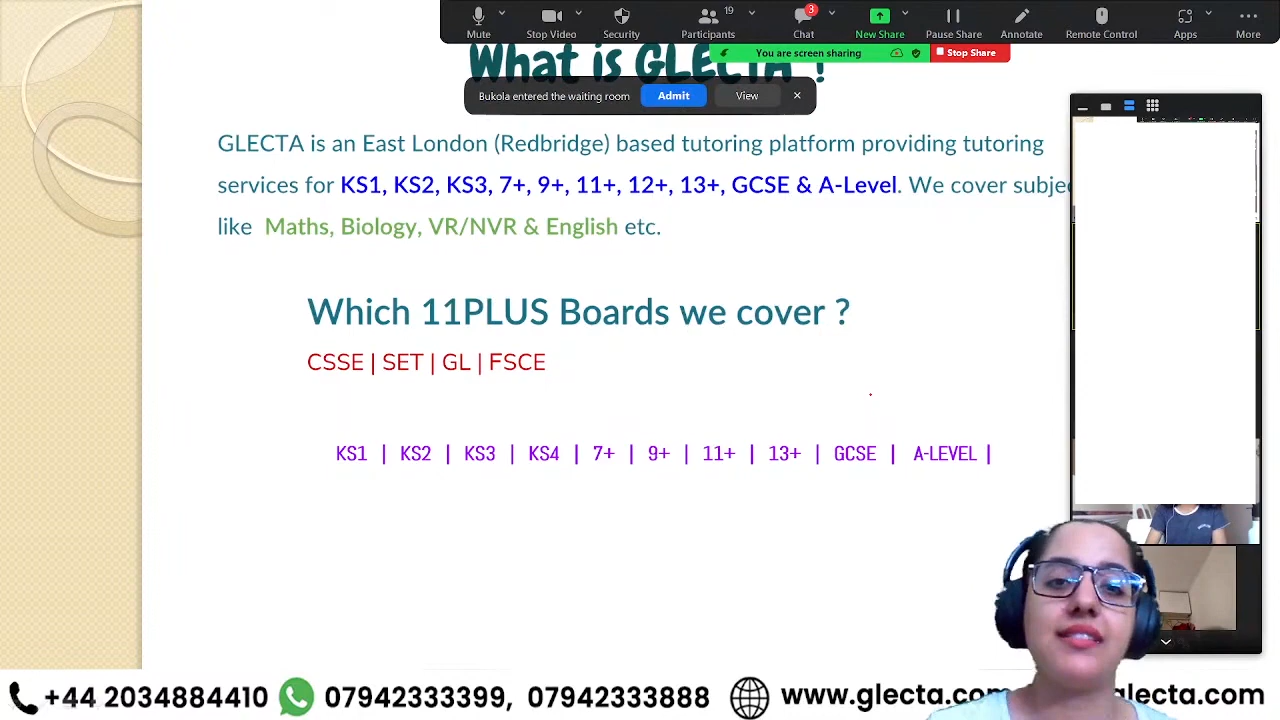 19
3
Mute Stop Video Security Participants Chat New Share Pause Share Annotate Remote Control Apps More
You are screen sharing Stop Share
What is GLECTA ?
Bukola entered the waiting room Admit View
GLECTA is an East London (Redbridge) based tutoring platform providing tutoring
services for KS1, KS2, KS3, 7+, 9+, 11+, 12+, 13+, GCSE & A-Level. We cover
like Maths, Biology, VR/NVR & English etc.
Which 11PLUS Boards we cover ?
CSSE | SET | GL | FSCE
KS1 | KS2 | KS3 | KS4 | 7+ | 9+ | 11+ | 13+ | GCSE | A-LEVEL |
+44 2034884410 07942333399, 07942333888 www.glecta.com glecta.com